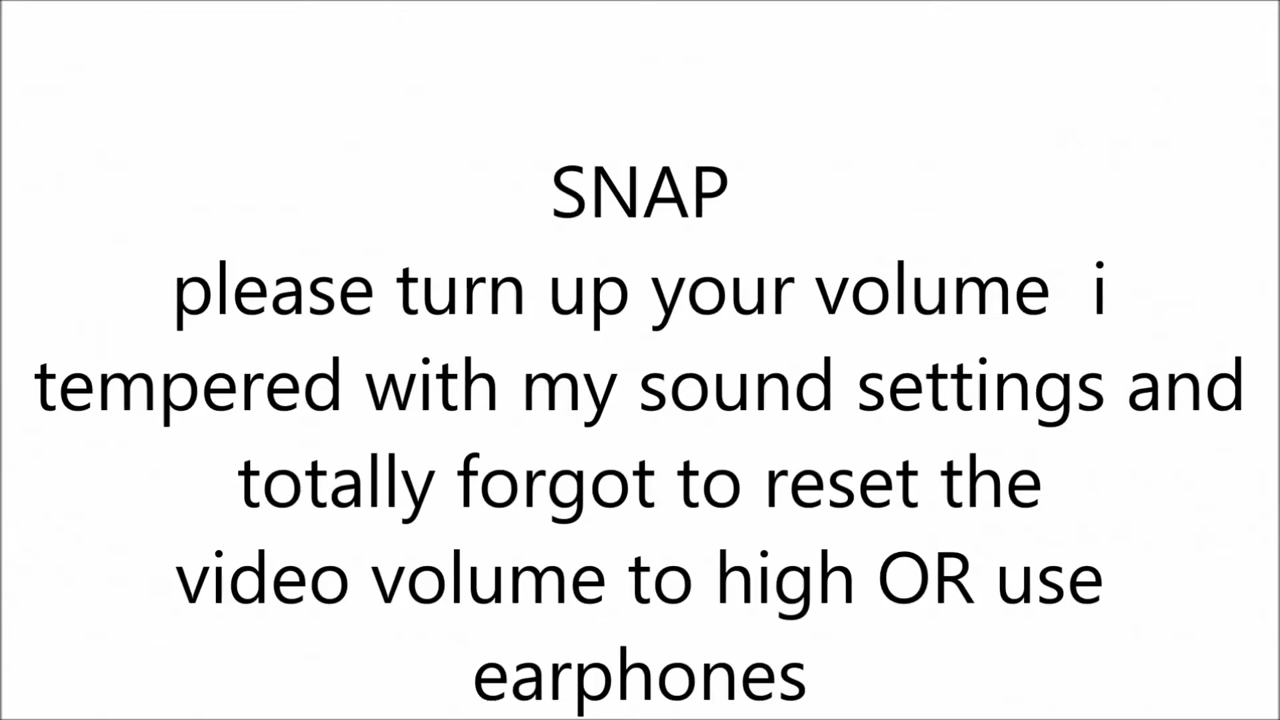 SNAP
please turn up your volume  i
tempered with my sound settings and
totally forgot to reset the
video volume to high OR use
earphones